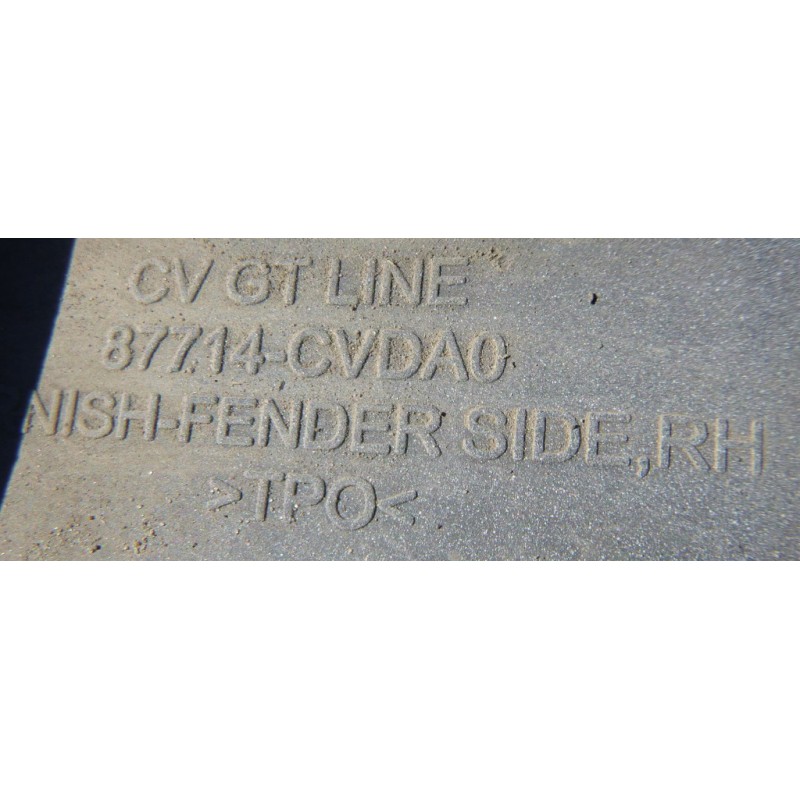 CV GT LINE
87714-CVDA0
NISH-FENDER SIDE,RH
>TPO<